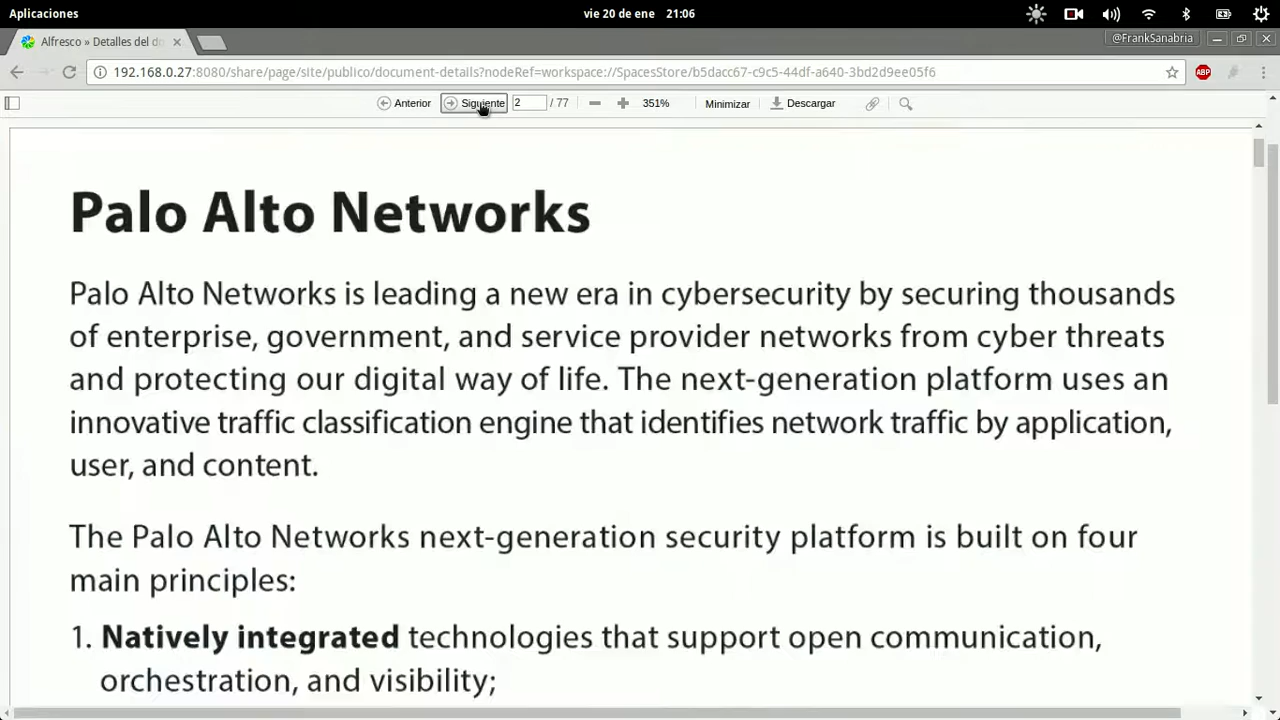 Aplicaciones
vie 20 de ene 21:06
Alfresco » Detalles del do
@FrankSanabria
192.168.0.27:8080/share/page/site/publico/document-details?nodeRef=workspace://SpacesStore/b5dacc67-c9c5-44df-a640-3bd2d9ee05f6
ABP
Anterior Siguiente 2 / 77 351% Minimizar Descargar
Palo Alto Networks
Palo Alto Networks is leading a new era in cybersecurity by securing thousands
of enterprise, government, and service provider networks from cyber threats
and protecting our digital way of life. The next-generation platform uses an
innovative traffic classification engine that identifies network traffic by application,
user, and content.
The Palo Alto Networks next-generation security platform is built on four
main principles:
1. Natively integrated technologies that support open communication,
orchestration, and visibility;